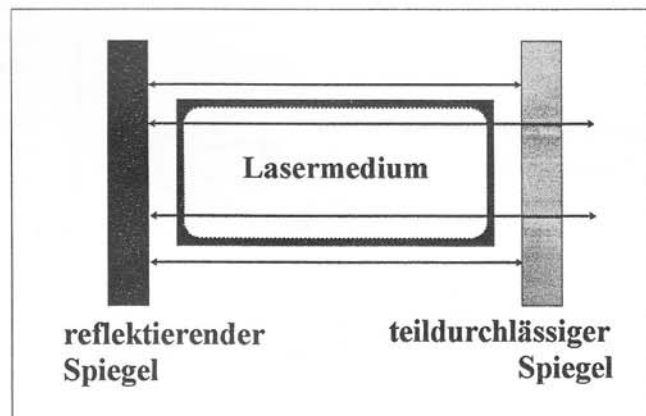 Lasermedium
reflektierender
Spiegel
teildurchlässiger
Spiegel